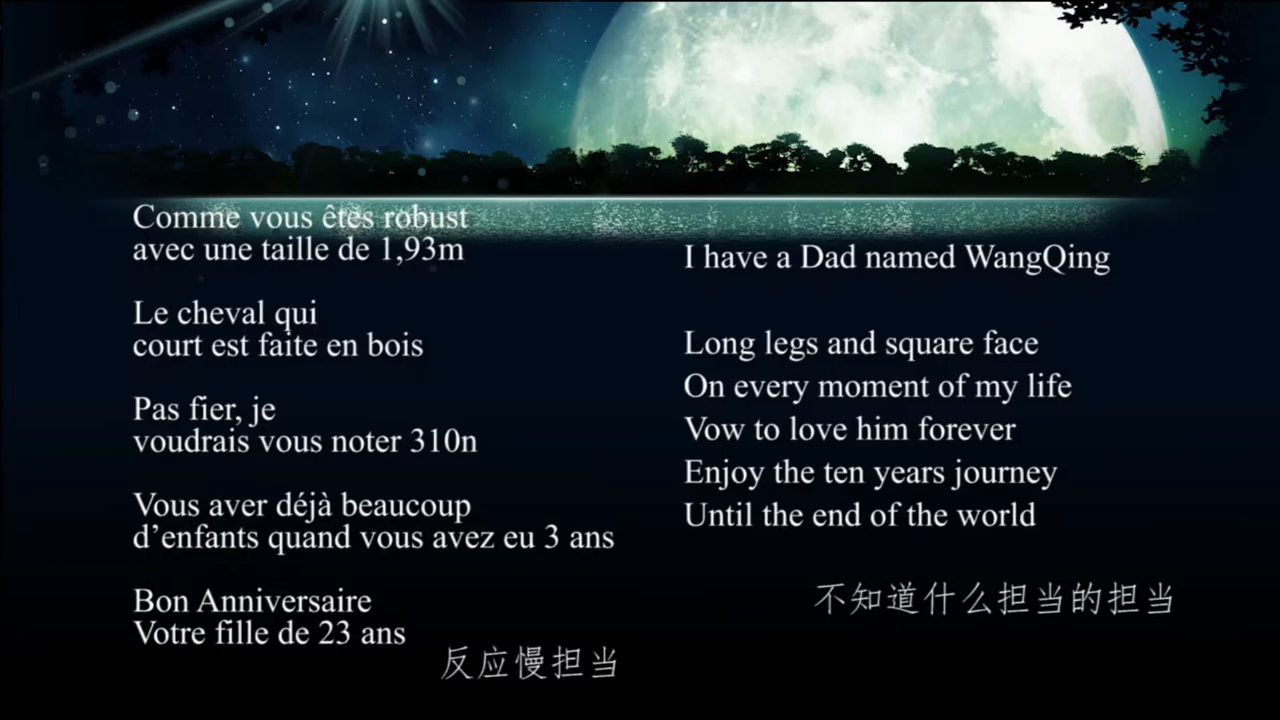 Comme vous êtes robust
avec une taille de 1,93m
Le cheval qui
court est faite en bois
Pas fier, je
voudrais vous noter 310n
Vous aver déjà beaucoup
d’enfants quand vous avez eu 3 ans
Bon Anniversaire
Votre fille de 23 ans
反应慢担当
I have a Dad named WangQing
Long legs and square face
On every moment of my life
Vow to love him forever
Enjoy the ten years journey
Until the end of the world
不知道什么担当的担当